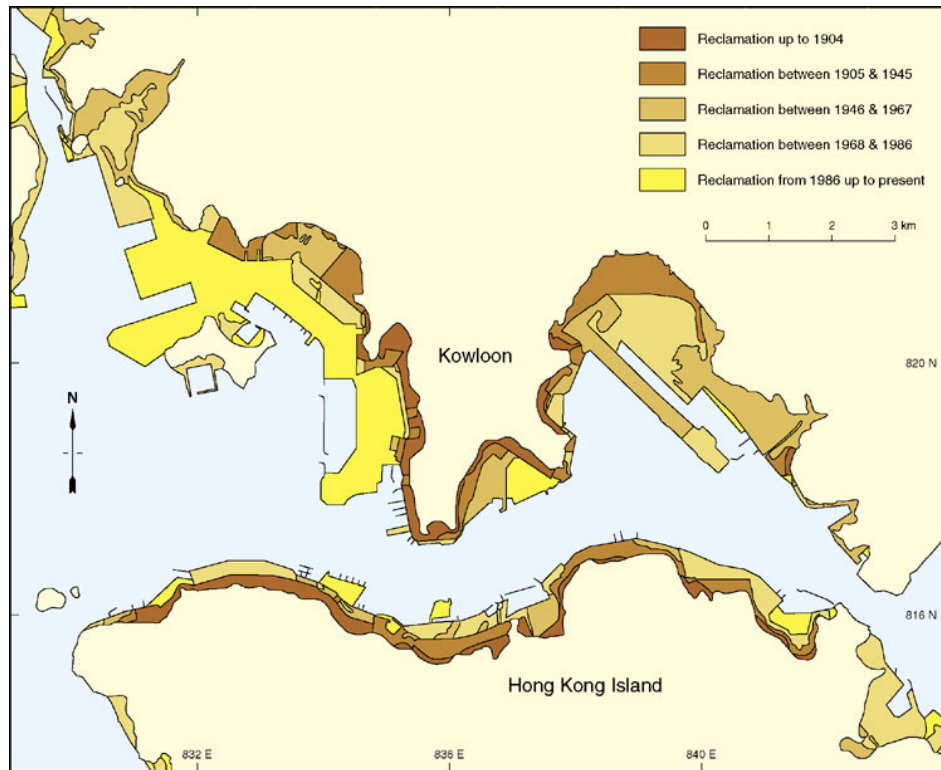 Reclamation up to 1904
Reclamation between 1905 & 1945
Reclamation between 1946 & 1967
Reclamation between 1968 & 1986
Reclamation from 1986 up to present
0 1 2 3 km
Kowloon
820 N
N
816 N
Hong Kong Island
832 E 836 E 840 E